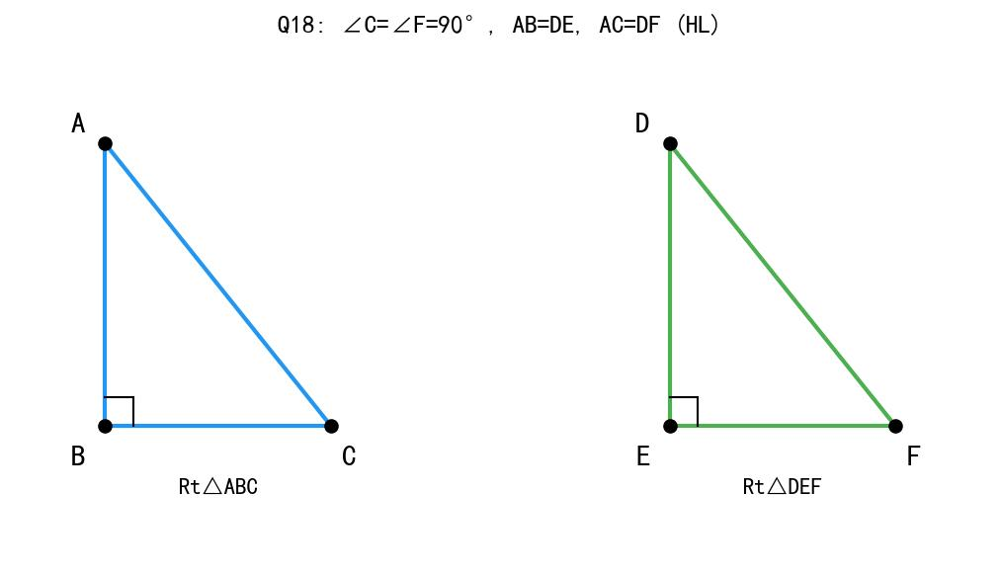 Q18: ∠C=∠F=90°, AB=DE, AC=DF (HL)
A
D
B
C
E
F
Rt△ABC
Rt△DEF